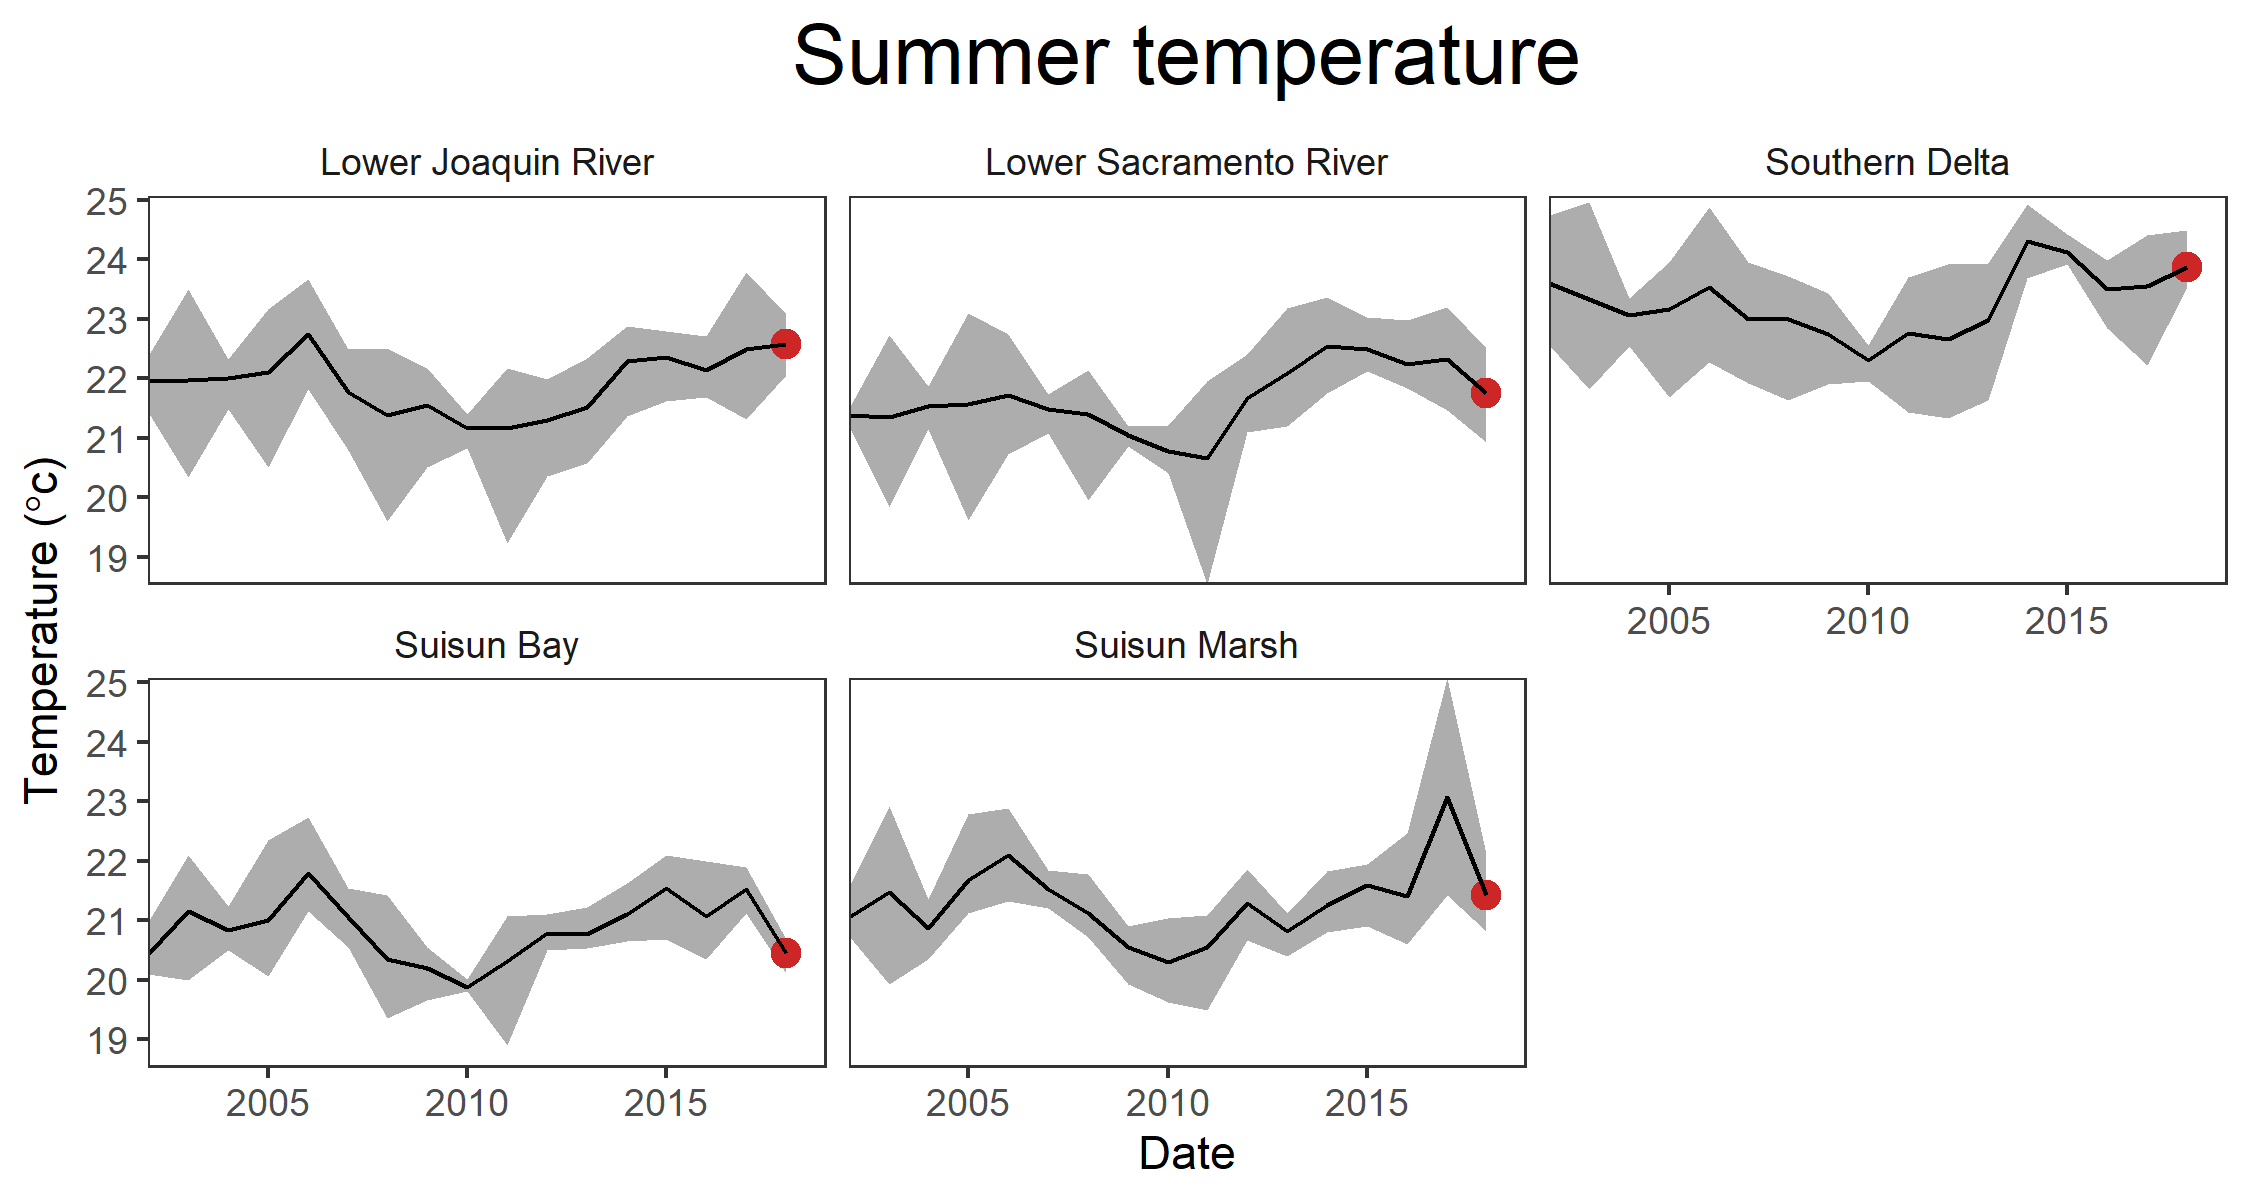 Summer temperature
Lower Joaquin River
Lower Sacramento River
Southern Delta
25
24
23
22
21
20
19
2005 2010 2015
Temperature (°c)
Suisun Bay
Suisun Marsh
25
24
23
22
21
20
19
2005 2010 2015
2005 2010 2015
Date